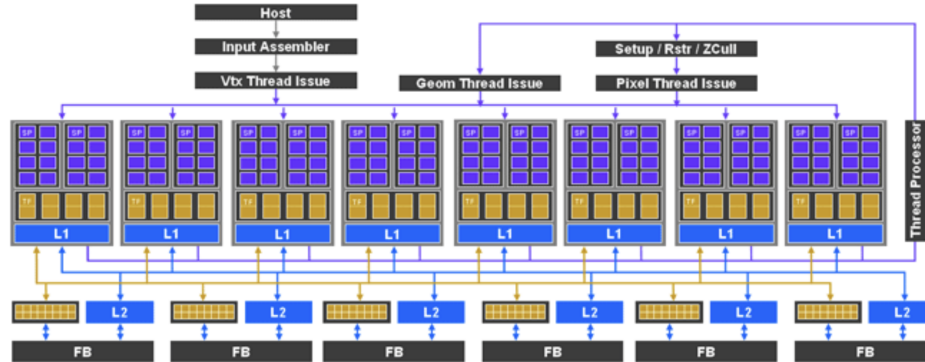 Host
Input Assembler
Setup / Rstr / ZCull
Vtx Thread Issue
Geom Thread Issue
Pixel Thread Issue
SP SP SP SP SP SP SP SP SP SP SP SP SP SP SP SP
Thread Processor
TF TF TF TF TF TF TF TF
L1 L1 L1 L1 L1 L1 L1 L1
L2 L2 L2 L2 L2 L2
FB FB FB FB FB FB